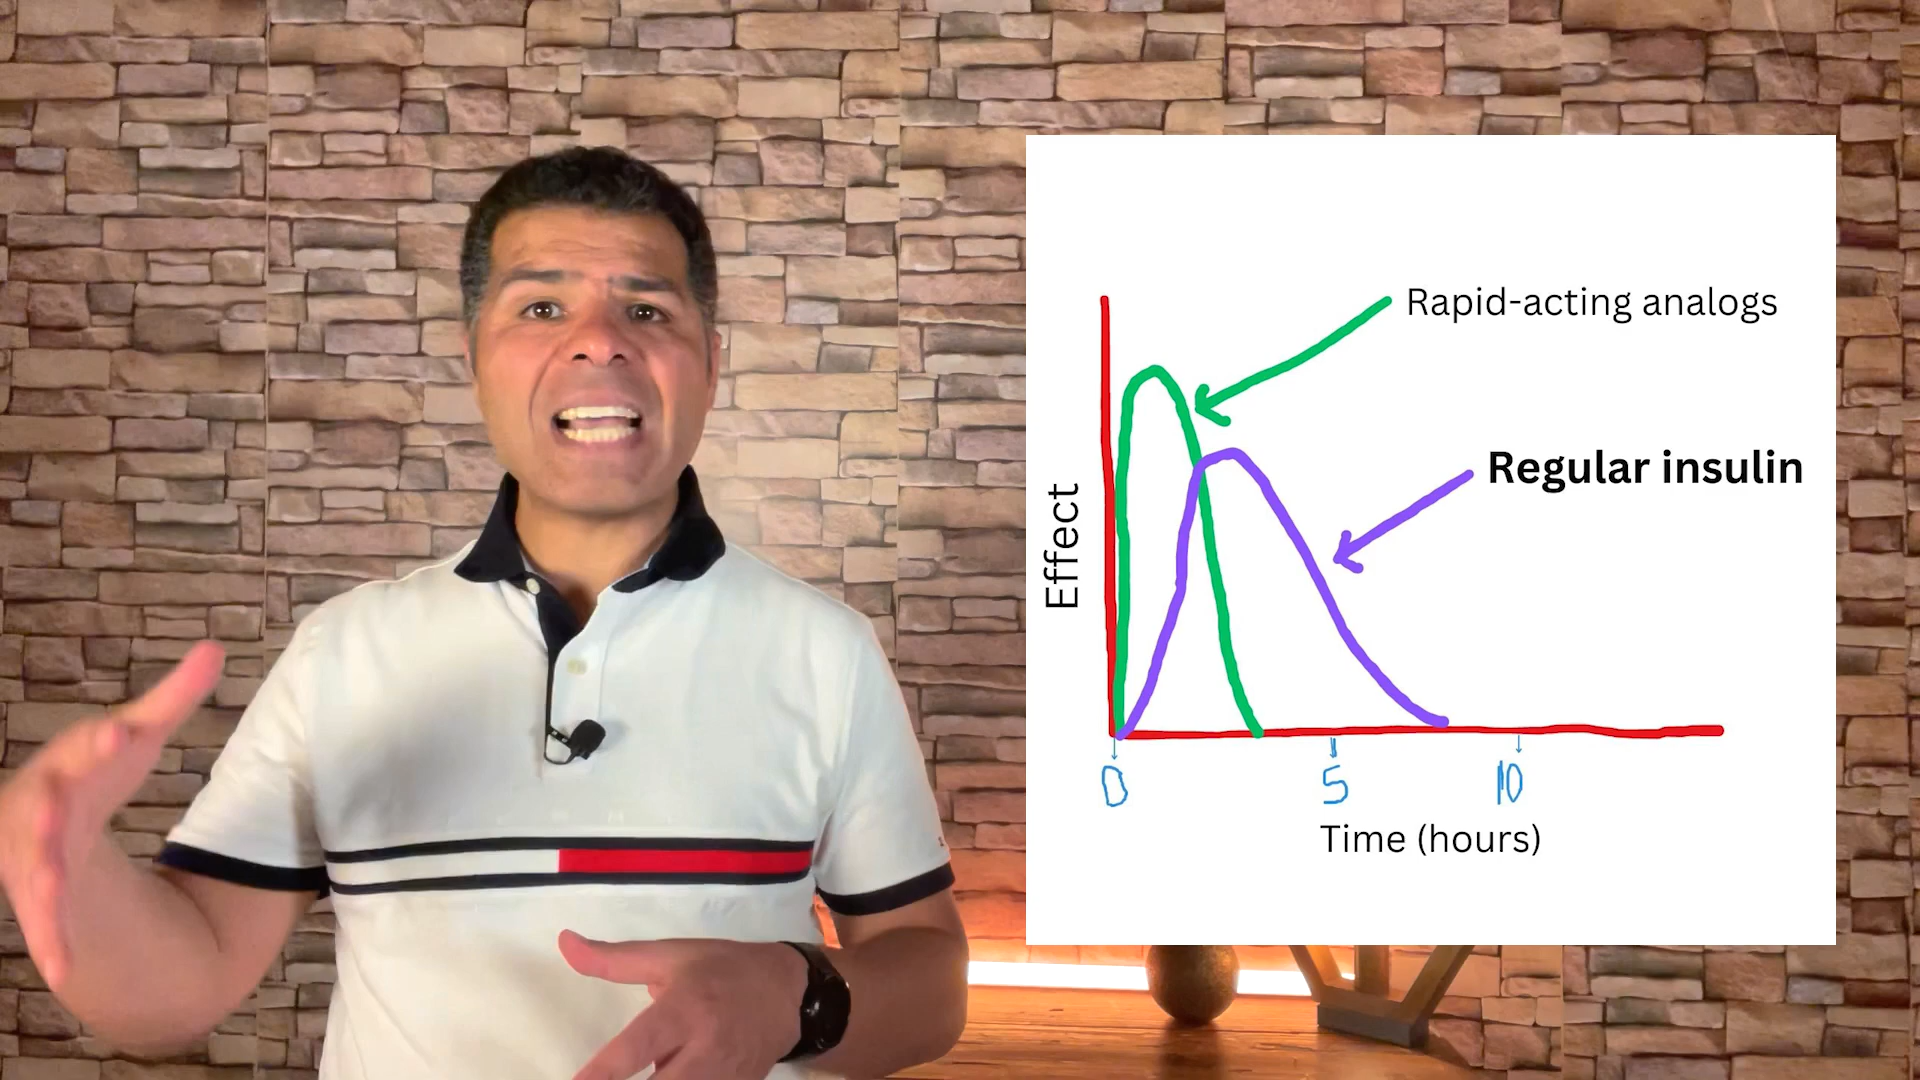 Rapid-acting analogs
Regular insulin
Effect
0 5 10
Time (hours)